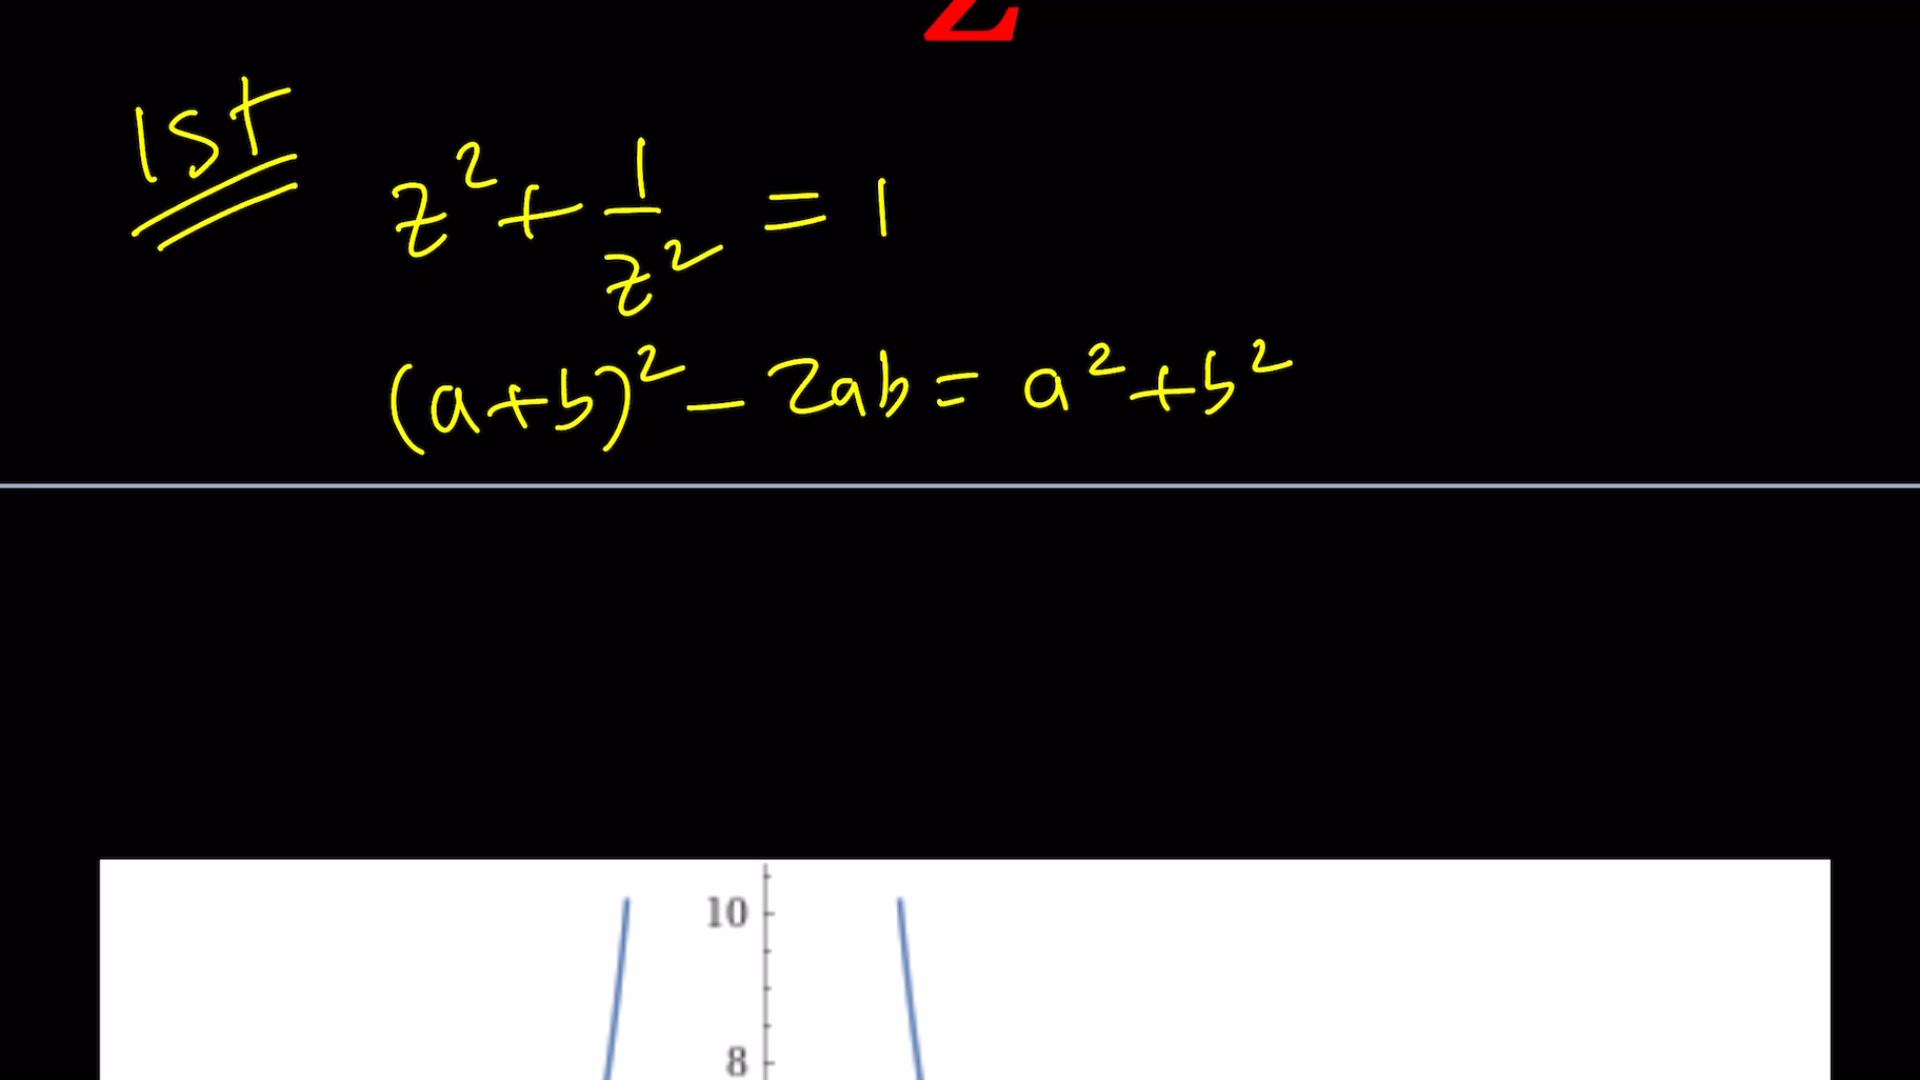 1st
z² + 1/z² = 1
(a+b)² - 2ab = a² + b²
10
8